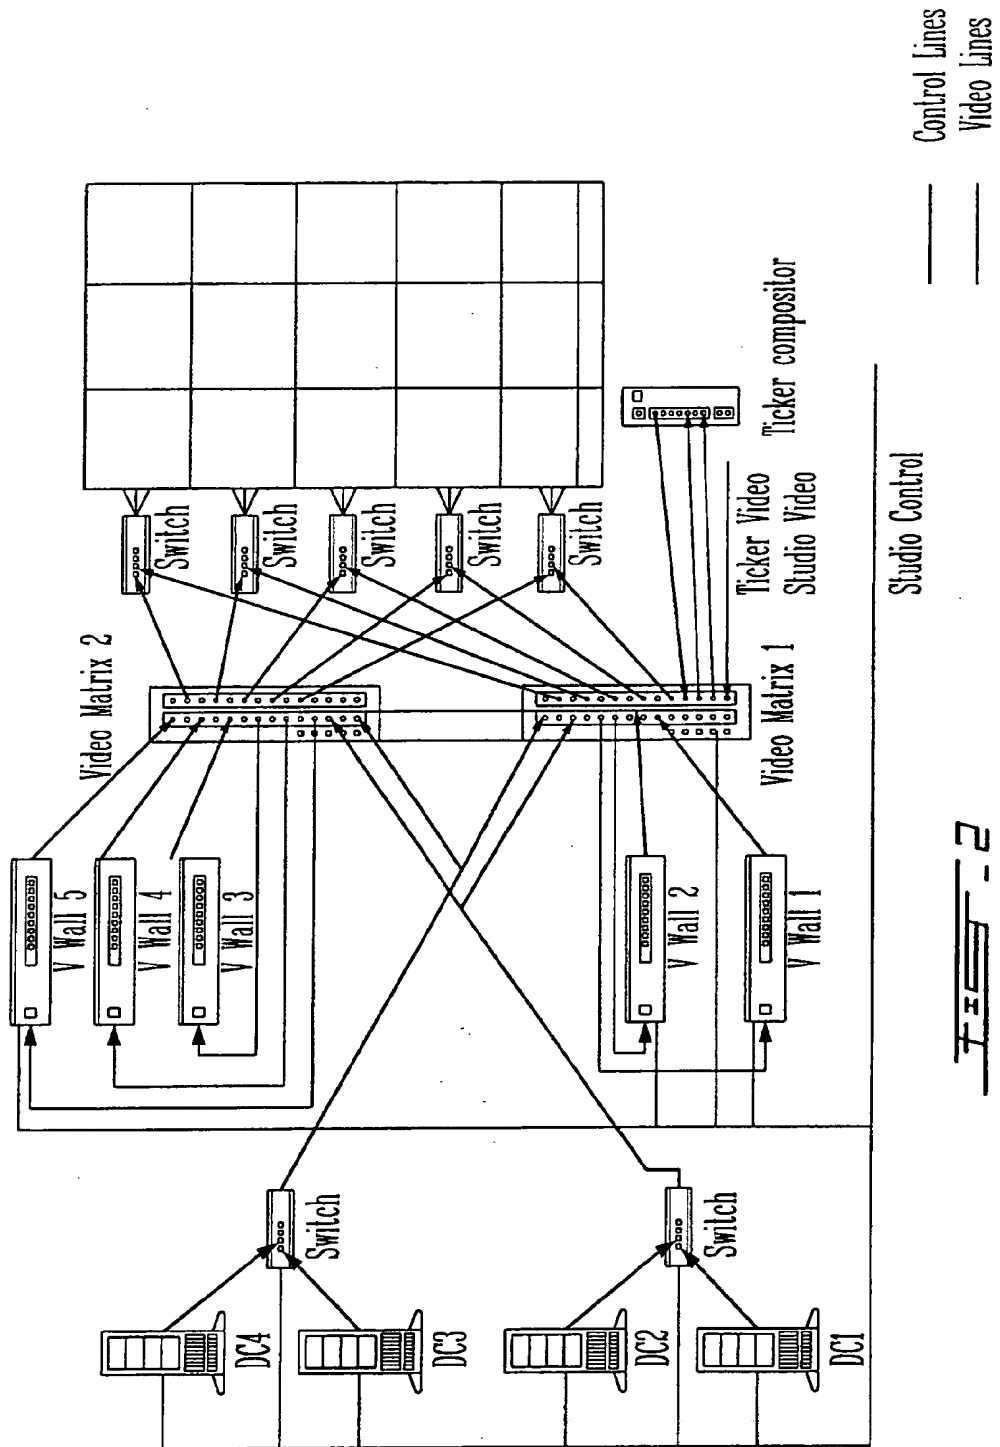 V Wall 5
Video Matrix 2
V Wall 4
Switch
V Wall 3
DC4
Switch
Switch
Switch
DC3
Switch
Switch
DC2
V Wall 2
Switch
Ticker Video
Studio Video
Video Matrix 1
Ticker compositor
V Wall 1
DC1
Studio Control
Control Lines
Video Lines
FIG-2